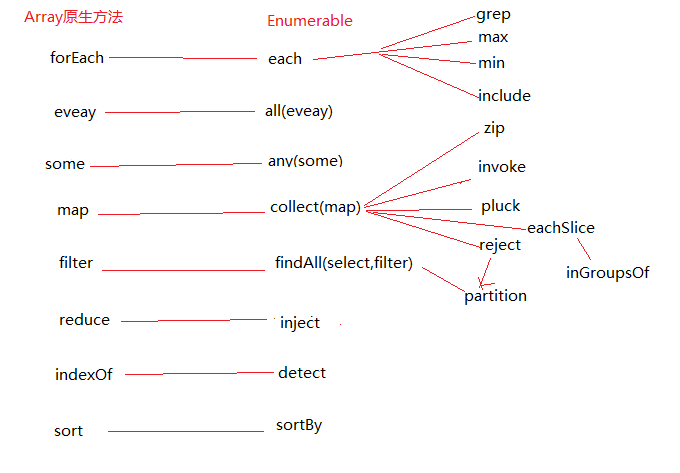 Array原生方法 Enumerable
grep
max
forEach each min
include
eveay all(eveay)
zip
some any(some) invoke
map collect(map) pluck
eachSlice
reject
filter findAll(select,filter) inGroupsOf
partition
reduce inject
indexOf detect
sort sortBy